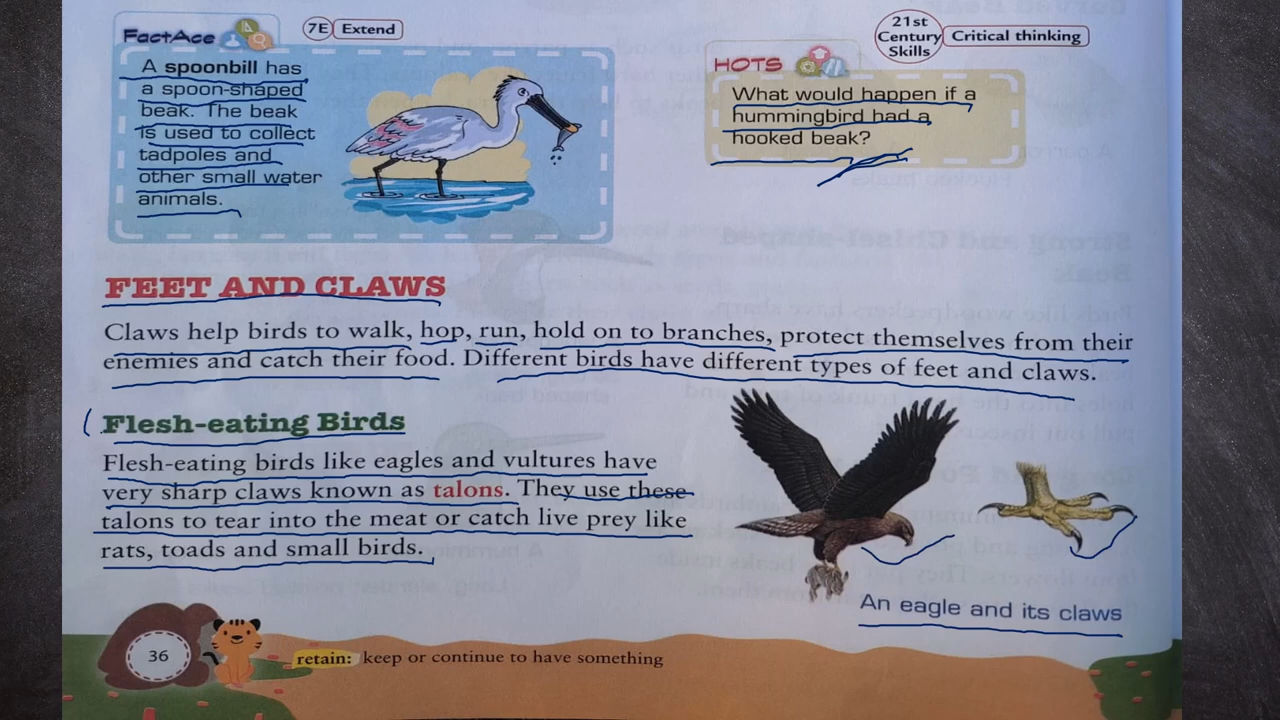 FactAce
7E Extend
A spoonbill has
a spoon-shaped
beak. The beak
is used to collect
tadpoles and
other small water
animals.
21st
Century
Skills
Critical thinking
HOTS
What would happen if a
hummingbird had a
hooked beak?
FEET AND CLAWS
Claws help birds to walk, hop, run, hold on to branches, protect themselves from their
enemies and catch their food. Different birds have different types of feet and claws.
Flesh-eating Birds
Flesh-eating birds like eagles and vultures have
very sharp claws known as talons. They use these
talons to tear into the meat or catch live prey like
rats, toads and small birds.
An eagle and its claws
36
retain: keep or continue to have something